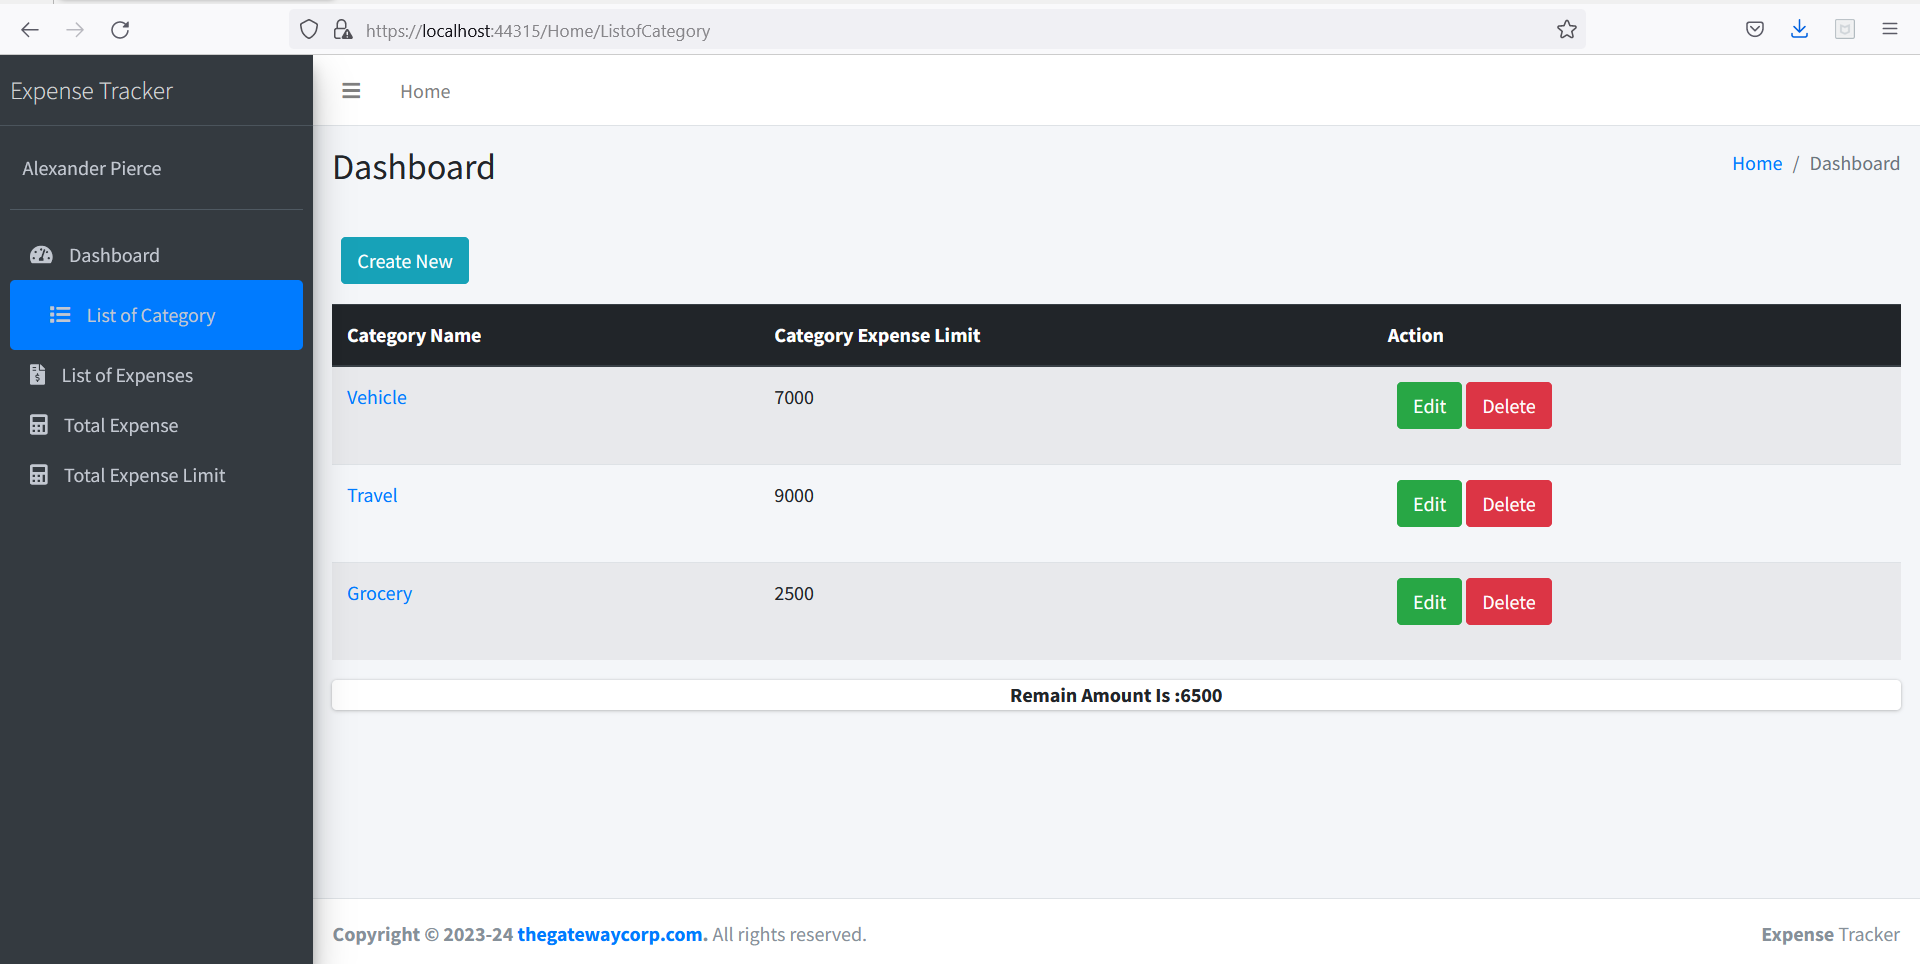 https://localhost:44315/Home/ListofCategory
Expense Tracker
Home
Alexander Pierce
Dashboard
List of Category
List of Expenses
Total Expense
Total Expense Limit
Dashboard
Home / Dashboard
Create New
Category Name Category Expense Limit Action
Vehicle 7000 Edit Delete
Travel 9000 Edit Delete
Grocery 2500 Edit Delete
Remain Amount Is :6500
Copyright © 2023-24 thegatewaycorp.com. All rights reserved.
Expense Tracker